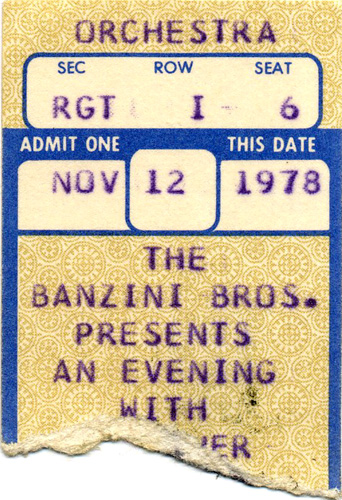 ORCHESTRA
SEC ROW SEAT
RGT I 6
ADMIT ONE THIS DATE
NOV 12 1978
THE
BANZINI BROS.
PRESENTS
AN EVENING
WITH